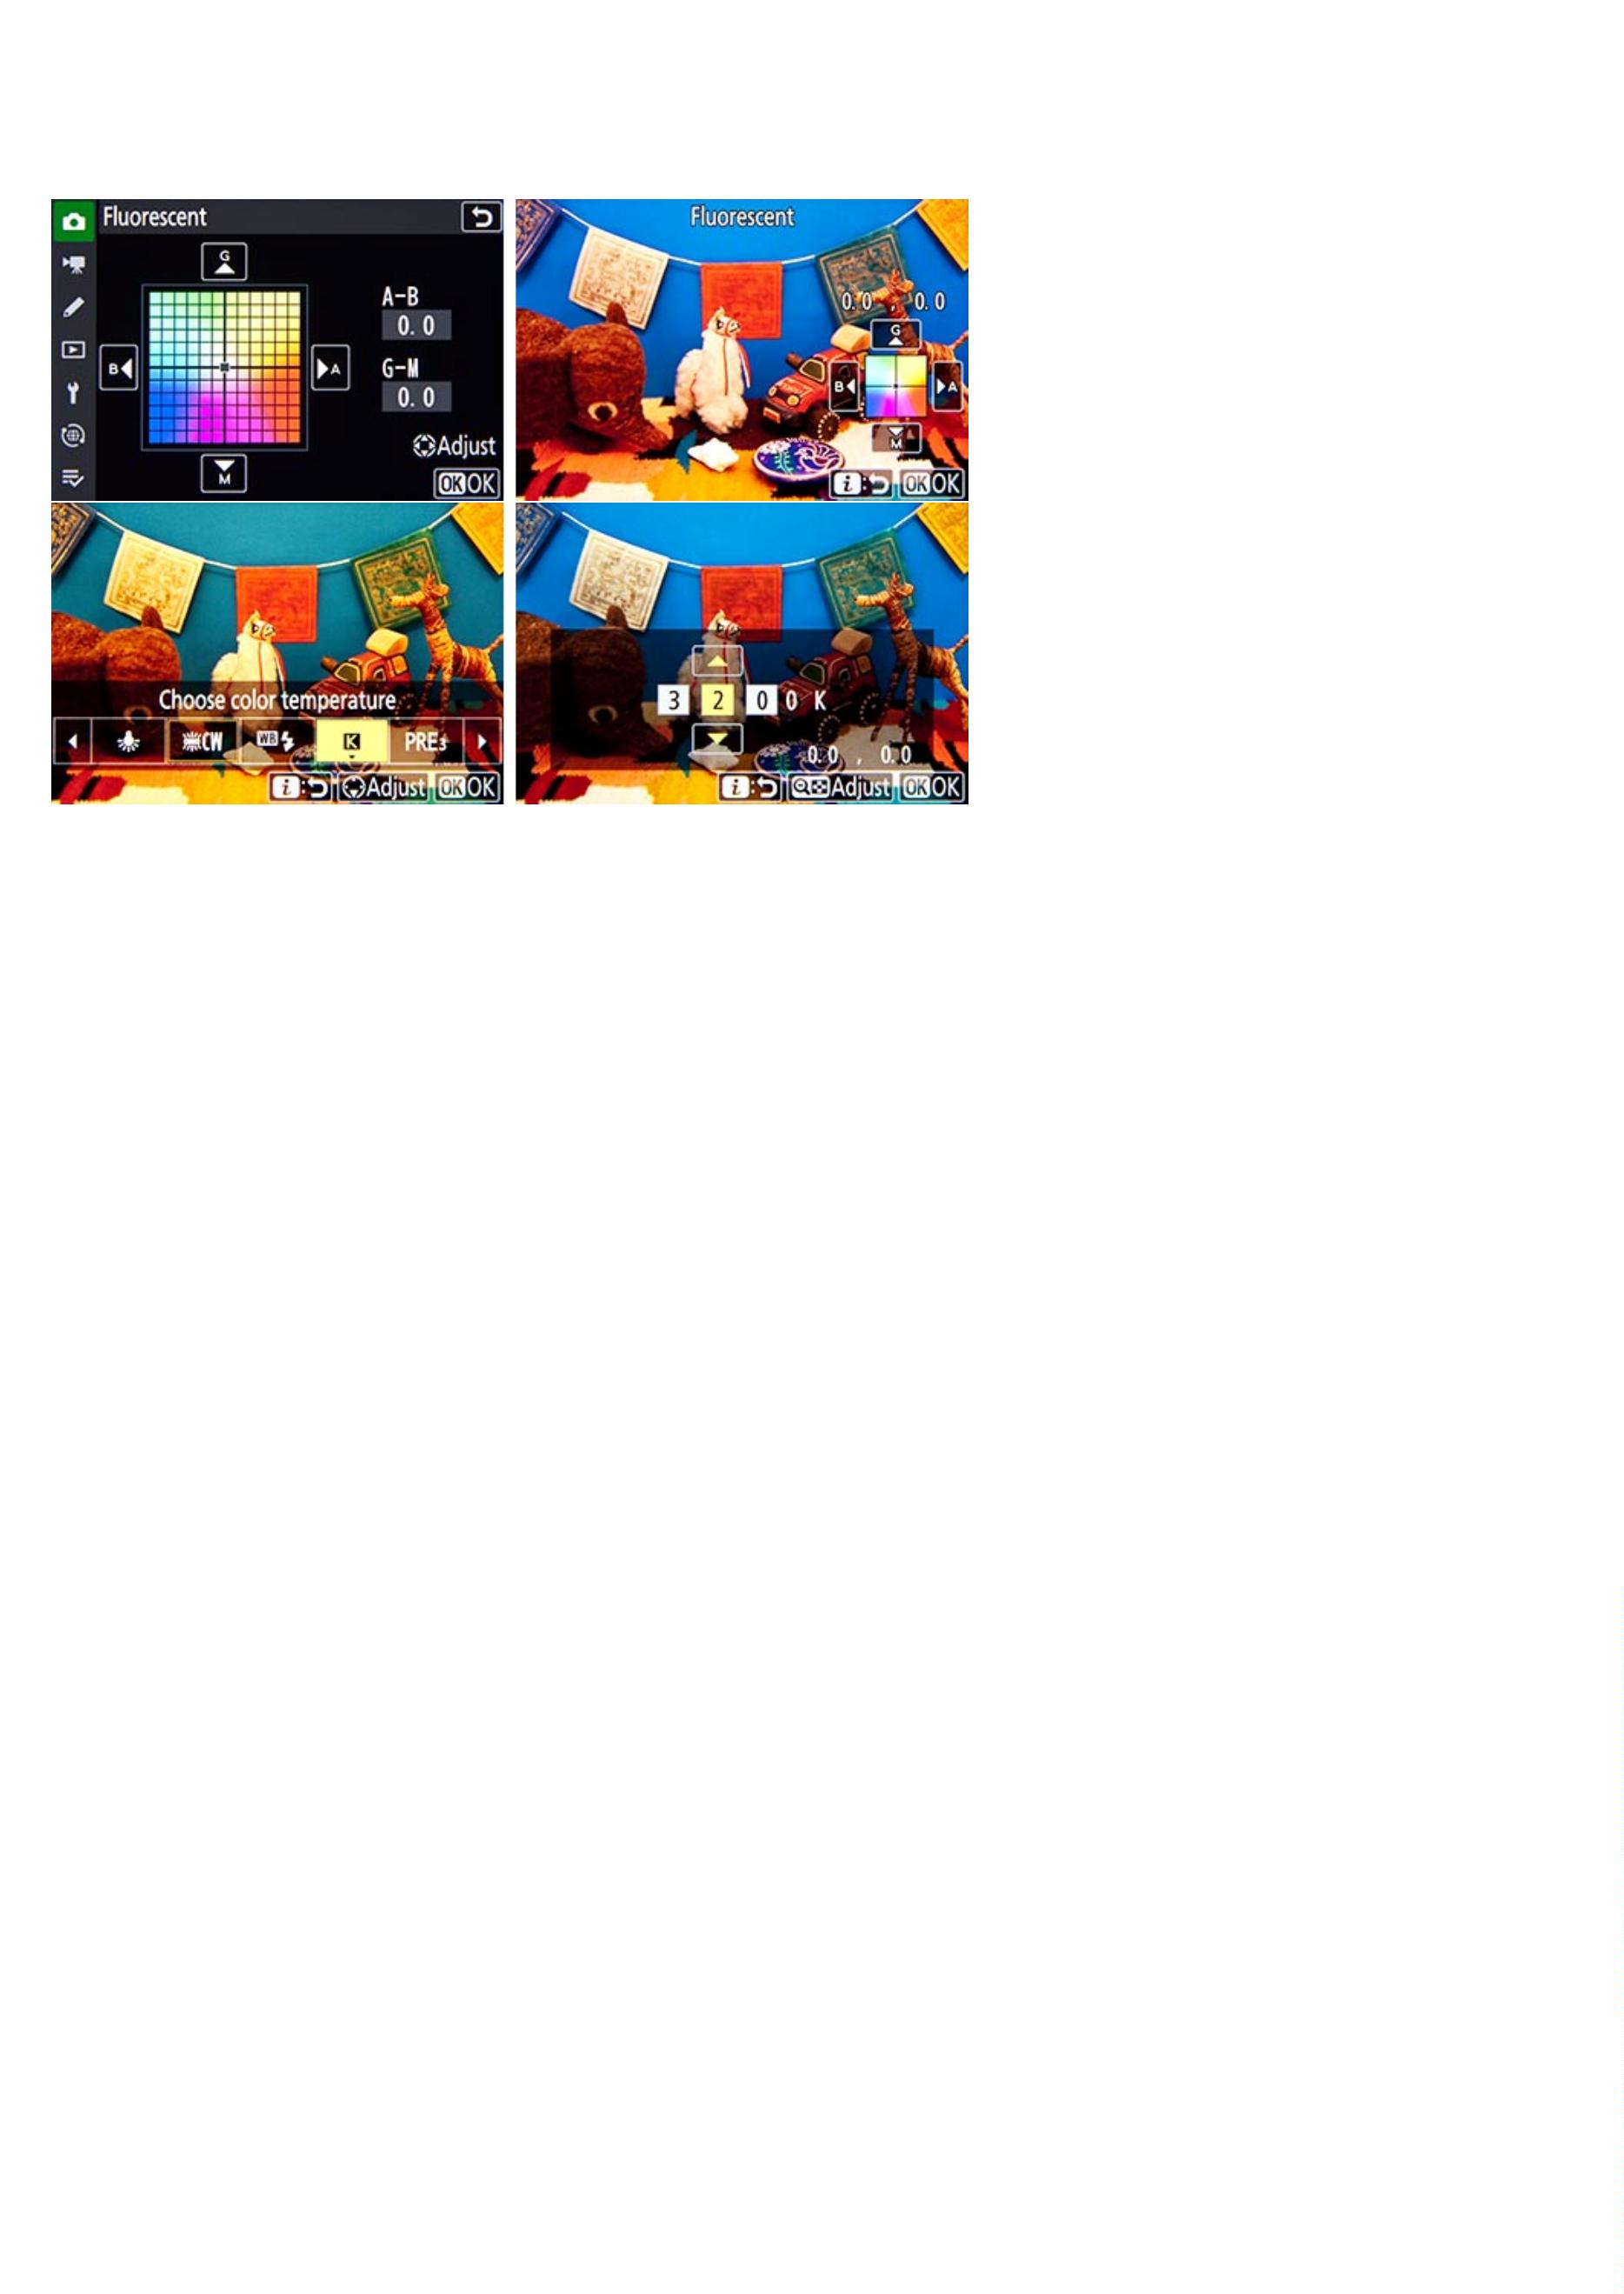 Fluorescent
G
A-B
0.0
B
A
G-M
0.0
Adjust
M
OK OK
Fluorescent
0.0 , 0.0
G
B
A
M
i : OK OK
Choose color temperature
CW
WB
K
PRE3
i : Adjust OK OK
3 2 0 0 K
0.0 , 0.0
i : Adjust OK OK